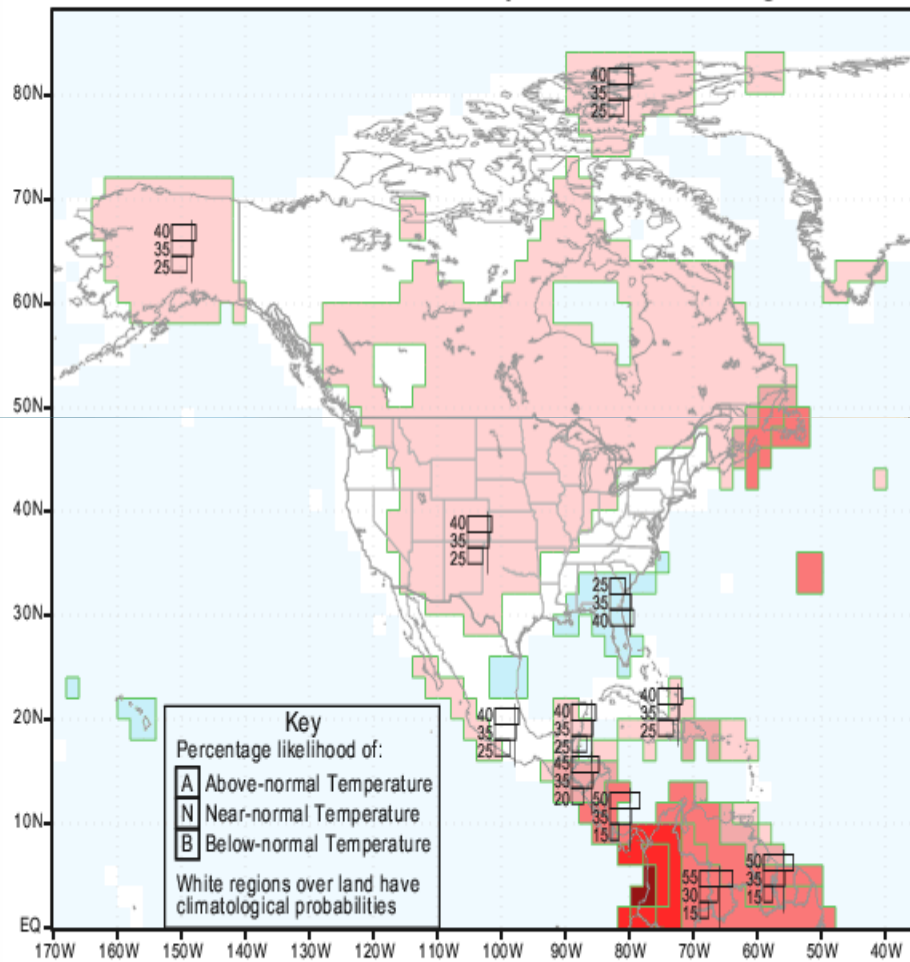 80N
40
35
25
70N
40
35
25
60N
50N
40N
40
35
25
30N
25
35
40
20N
40
35
25
40
35
25
40
35
25
45
35
20
50
35
15
10N
55
30
15
50
35
15
EQ
Key
Percentage likelihood of:
A Above-normal Temperature
N Near-normal Temperature
B Below-normal Temperature
White regions over land have
climatological probabilities
170W 160W 150W 140W 130W 120W 110W 100W 90W 80W 70W 60W 50W 40W